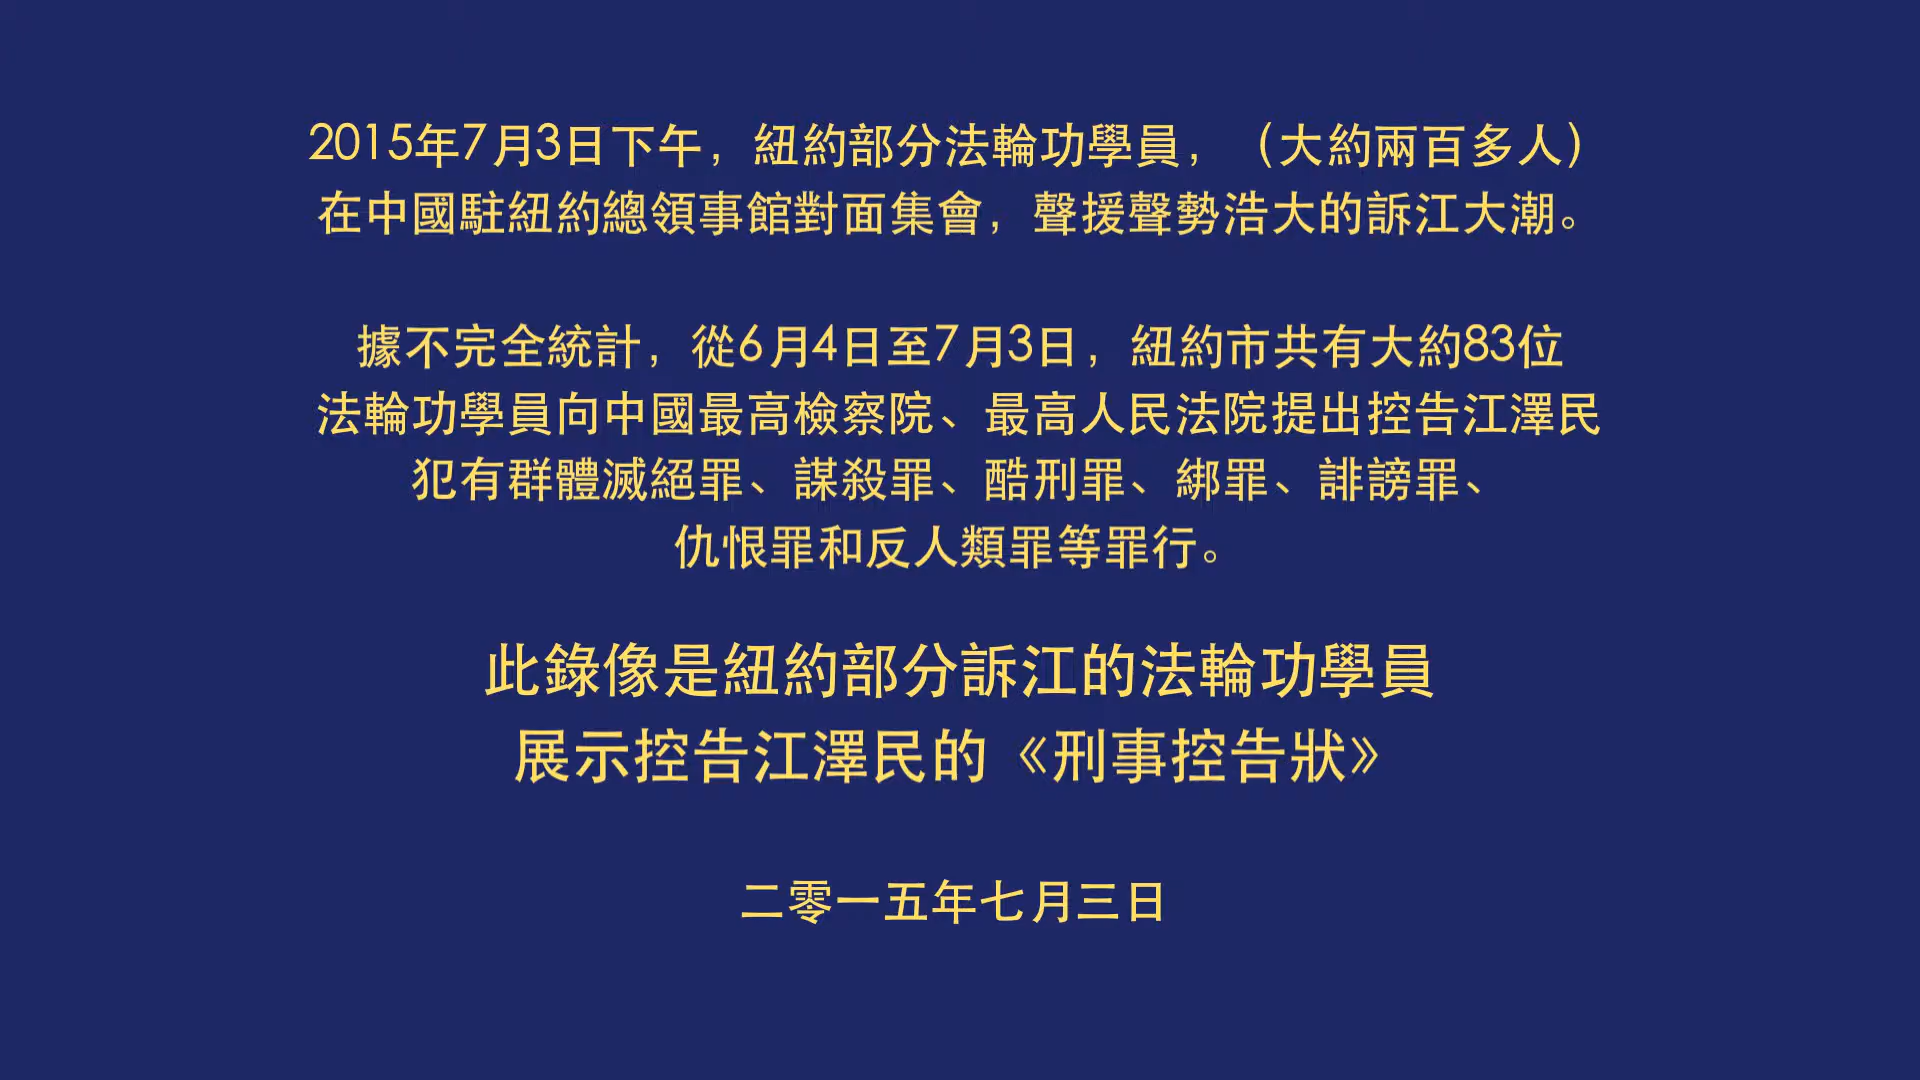 2015年7月3日下午，紐約部分法輪功學員，（大約兩百多人）
在中國駐紐約總領事館對面集會，聲援聲勢浩大的訴江大潮。
據不完全統計，從6月4日至7月3日，紐約市共有大約83位
法輪功學員向中國最高檢察院、最高人民法院提出控告江澤民
犯有群體滅絕罪、謀殺罪、酷刑罪、綁罪、誹謗罪、
仇恨罪和反人類罪等罪行。
此錄像是紐約部分訴江的法輪功學員
展示控告江澤民的《刑事控告狀》
二零一五年七月三日